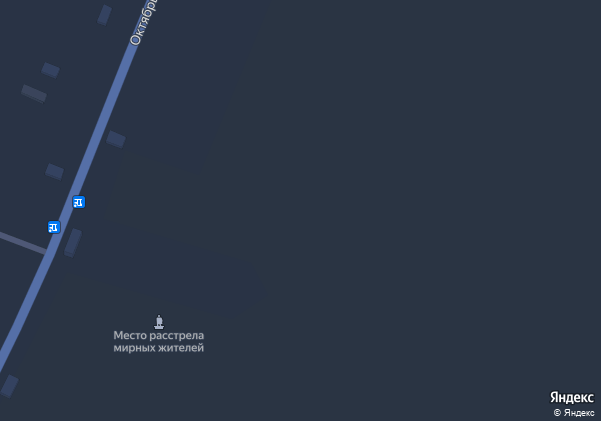 Октябрь
Место расстрела
мирных жителей
Яндекс
© Яндекс